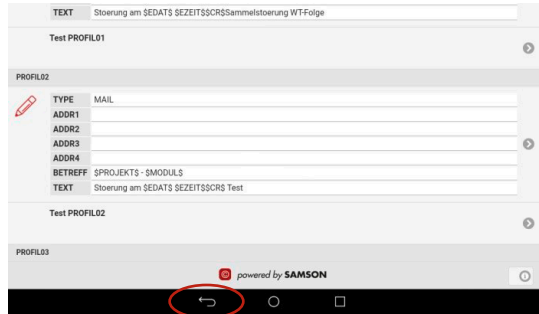 TEXT Stoerung am $EDAT$ $EZEIT$$CR$Sammelstoerung WT-Folge
Test PROFIL01
PROFIL02
TYPE MAIL
ADDR1
ADDR2
ADDR3
ADDR4
BETREFF $PROJEKT$ - $MODUL$
TEXT Stoerung am $EDAT$ $EZEIT$$CR$ Test
Test PROFIL02
PROFIL03
powered by SAMSON